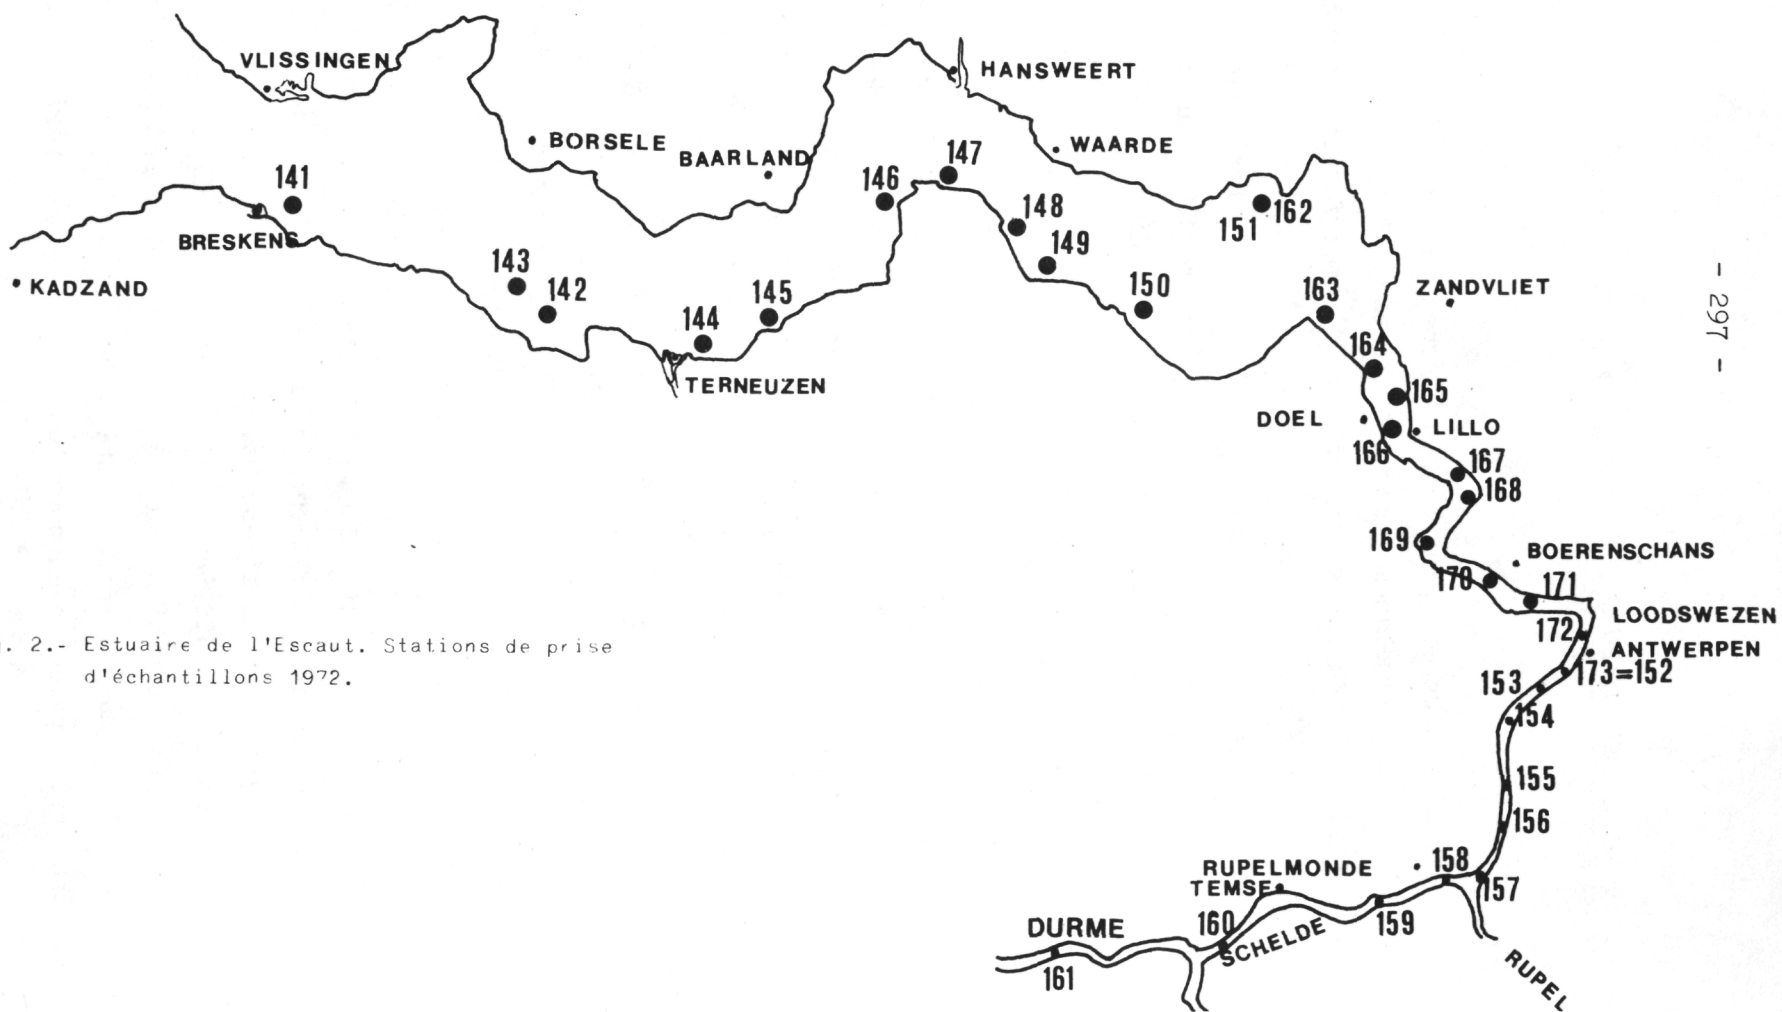 VLISSINGEN
HANSWEERT
BORSELE
BAARLAND
WAARDE
147
141
146
148
162
151
BRESKENS
149
143
KADZAND
142
150
163
ZANDVLIET
- 297 -
145
144
164
TERNEUZEN
165
DOEL
LILLO
166
167
168
169
BOERENSCHANS
170
171
LOODSWEZEN
172
ANTWERPEN
. 2.- Estuaire de l'Escaut. Stations de prise
d'échantillons 1972.
173=152
153
154
155
156
RUPELMONDE
158
TEMSE
157
160
159
DURME
SCHELDE
161
RUPEL